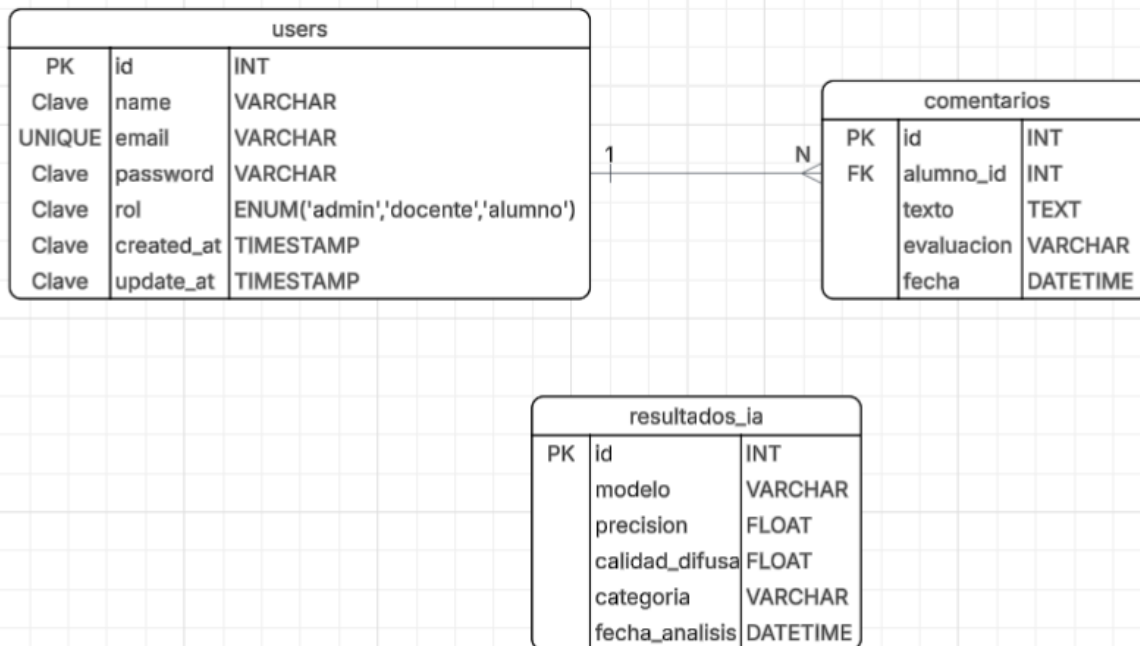 users
PK id INT
Clave name VARCHAR
UNIQUE email VARCHAR
Clave password VARCHAR
Clave rol ENUM('admin','docente','alumno')
Clave created_at TIMESTAMP
Clave update_at TIMESTAMP
1 N
comentarios
PK id INT
FK alumno_id INT
texto TEXT
evaluacion VARCHAR
fecha DATETIME
resultados_ia
PK id INT
modelo VARCHAR
precision FLOAT
calidad_difusa FLOAT
categoria VARCHAR
fecha_analisis DATETIME